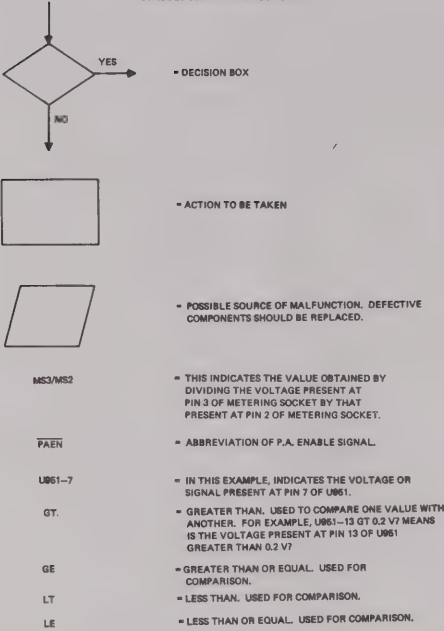 YES
= DECISION BOX
NO
= ACTION TO BE TAKEN
= POSSIBLE SOURCE OF MALFUNCTION. DEFECTIVE
COMPONENTS SHOULD BE REPLACED.
MS3/MS2 = THIS INDICATES THE VALUE OBTAINED BY
DIVIDING THE VOLTAGE PRESENT AT
PIN 3 OF METERING SOCKET BY THAT
PRESENT AT PIN 2 OF METERING SOCKET.
PAEN = ABBREVIATION OF P.A. ENABLE SIGNAL.
U951-7 = IN THIS EXAMPLE, INDICATES THE VOLTAGE OR
SIGNAL PRESENT AT PIN 7 OF U951.
GT. = GREATER THAN. USED TO COMPARE ONE VALUE WITH
ANOTHER. FOR EXAMPLE, U951-13 GT 0.2 V? MEANS
IS THE VOLTAGE PRESENT AT PIN 13 OF U951
GREATER THAN 0.2 V?
GE = GREATER THAN OR EQUAL. USED FOR
COMPARISON.
LT = LESS THAN. USED FOR COMPARISON.
LE = LESS THAN OR EQUAL. USED FOR COMPARISON.